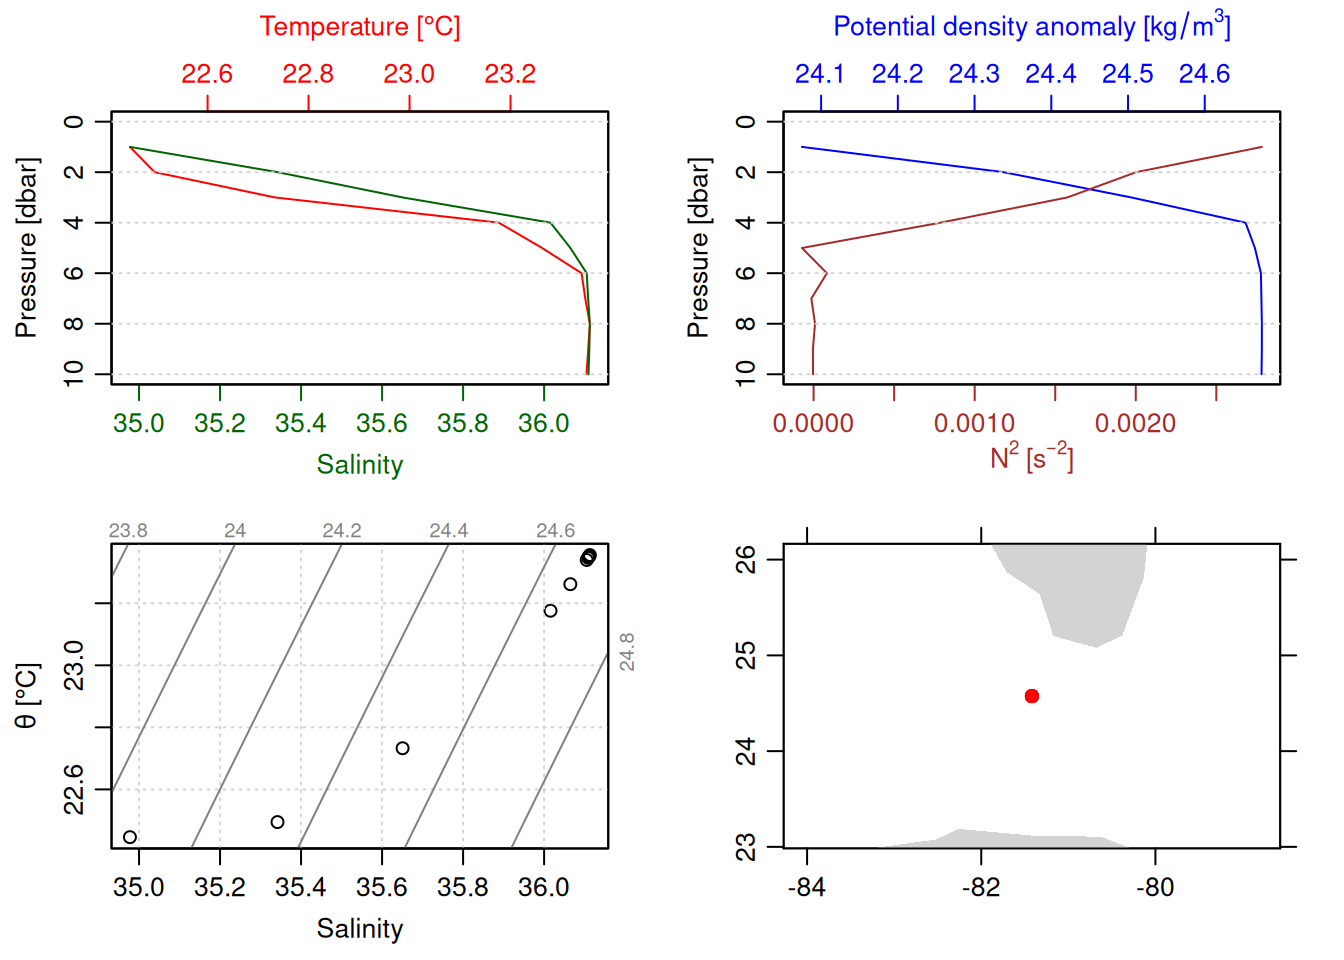 Temperature [°C]
22.6 22.8 23.0 23.2
Pressure [dbar]
0 2 4 6 8 10
35.0 35.2 35.4 35.6 35.8 36.0
Salinity
Potential density anomaly [kg/m³]
24.1 24.2 24.3 24.4 24.5 24.6
Pressure [dbar]
0 2 4 6 8 10
0.0000 0.0010 0.0020
N² [s⁻²]
23.8 24 24.2 24.4 24.6
24.8
θ [°C]
22.6 23.0
35.0 35.2 35.4 35.6 35.8 36.0
Salinity
26
25
24
23
-84 -82 -80